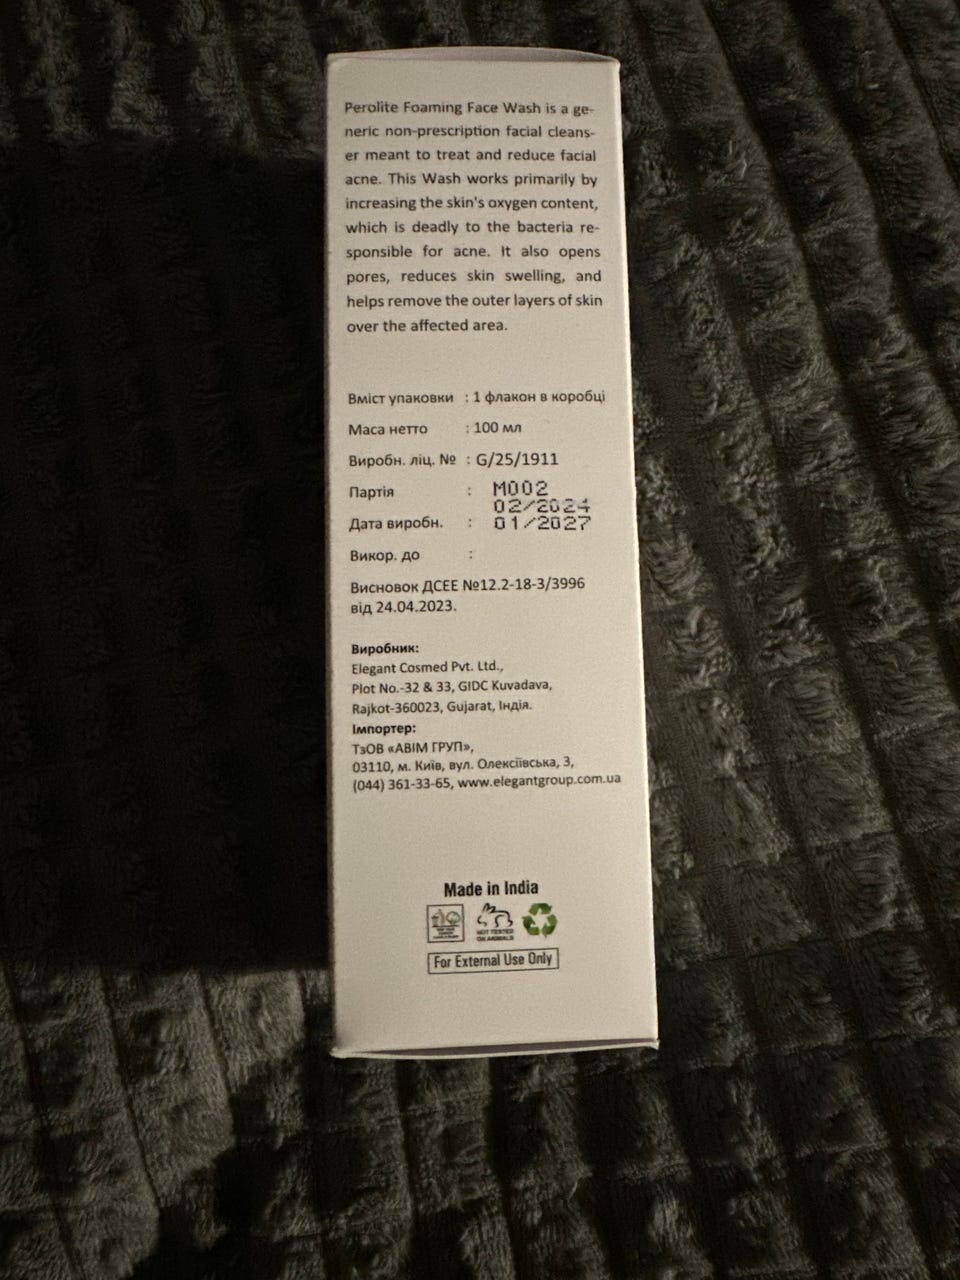 Perolite Foaming Face Wash is a ge-
neric non-prescription facial cleans-
er meant to treat and reduce facial
acne. This Wash works primarily by
increasing the skin's oxygen content,
which is deadly to the bacteria re-
sponsible for acne. It also opens
pores, reduces skin swelling, and
helps remove the outer layers of skin
over the affected area.
Вміст упаковки : 1 флакон в коробці
Маса нетто : 100 мл
Виробн. ліц. № : G/25/1911
Партія : M002
02/2024
Дата виробн. : 01/2027
Викор. до :
Висновок ДСЕЕ №12.2-18-3/3996
від 24.04.2023.
Виробник:
Elegant Cosmed Pvt. Ltd.,
Plot No.-32 & 33, GIDC Kuvadava,
Rajkot-360023, Gujarat, Індія.
Імпортер:
ТзОВ «АВІМ ГРУП»,
03110, м. Київ, вул. Олексіївська, 3,
(044) 361-33-65, www.elegantgroup.com.ua
Made in India
NOT TESTED
ON ANIMALS
For External Use Only